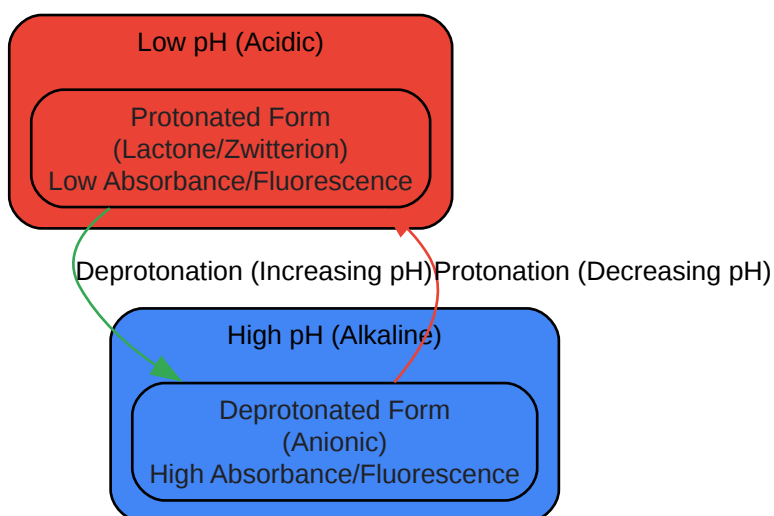 Low pH (Acidic)
Protonated Form
(Lactone/Zwitterion)
Low Absorbance/Fluorescence
Deprotonation (Increasing pH)
Protonation (Decreasing pH)
High pH (Alkaline)
Deprotonated Form
(Anionic)
High Absorbance/Fluorescence